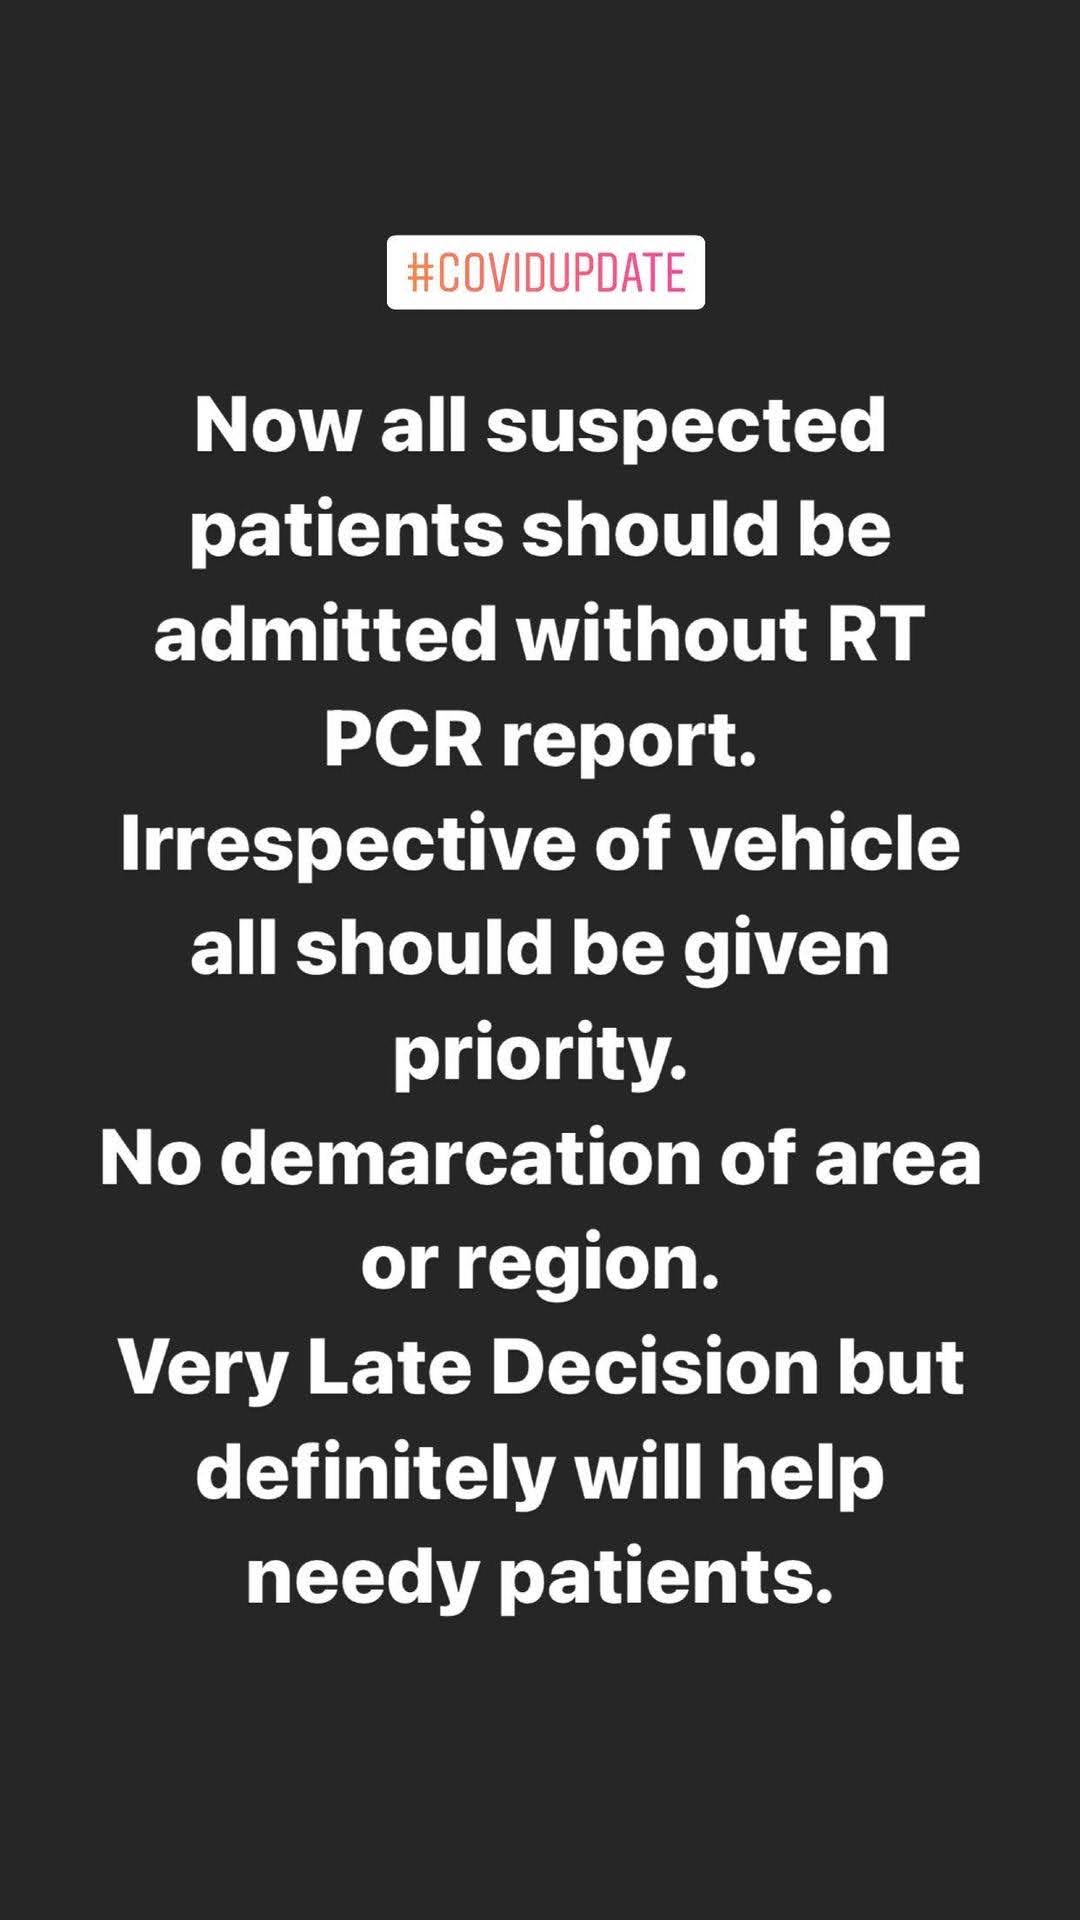 #COVIDUPDATE
Now all suspected
patients should be
admitted without RT
PCR report.
Irrespective of vehicle
all should be given
priority.
No demarcation of area
or region.
Very Late Decision but
definitely will help
needy patients.